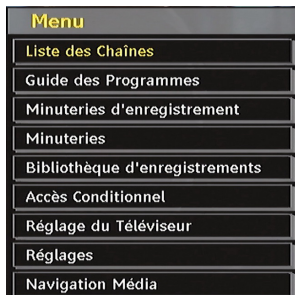 Menu
Liste des Chaînes
Guide des Programmes
Minuteries d'enregistrement
Minuteries
Bibliothèque d'enregistrements
Accès Conditionnel
Réglage du Téléviseur
Réglages
Navigation Média